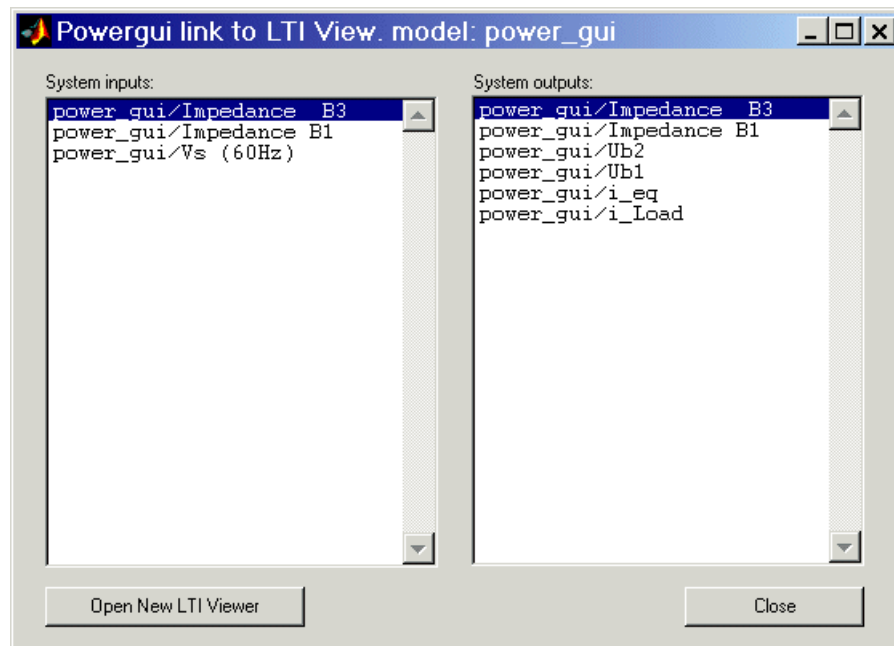 Powergui link to LTI View. model: power_gui
System inputs:
power_gui/Impedance  B3
power_gui/Impedance B1
power_gui/Vs (60Hz)
System outputs:
power_gui/Impedance  B3
power_gui/Impedance B1
power_gui/Ub2
power_gui/Ub1
power_gui/i_eq
power_gui/i_Load
Open New LTI Viewer
Close